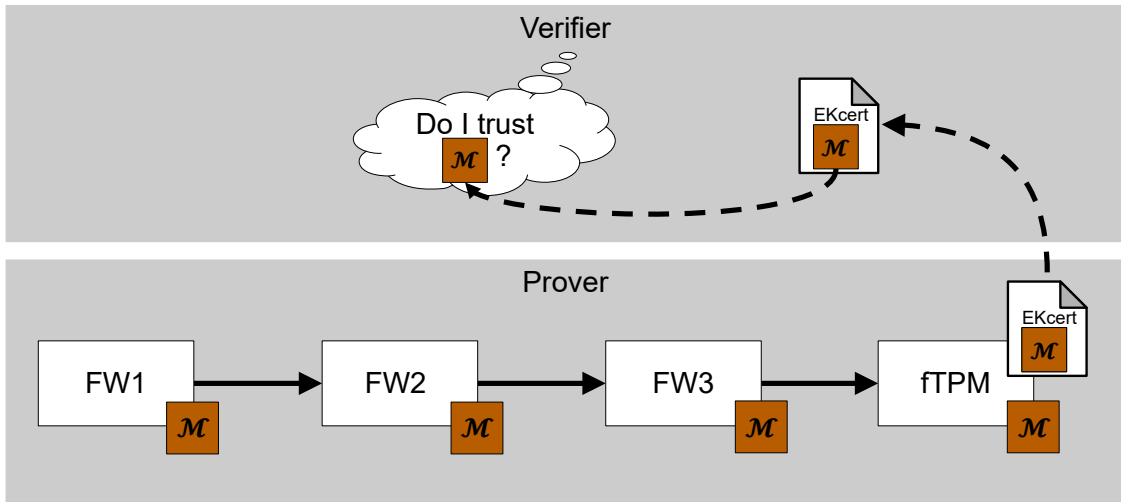 Verifier
Do I trust
ℳ ?
EKcert
ℳ
Prover
EKcert
ℳ
FW1
ℳ
FW2
ℳ
FW3
ℳ
fTPM
ℳ